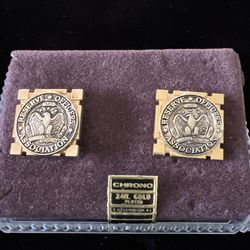 RESERVE OFFICERS
ASSOCIATION
RESERVE OFFICERS
ASSOCIATION
CHRONO
24K. GOLD
PLATED